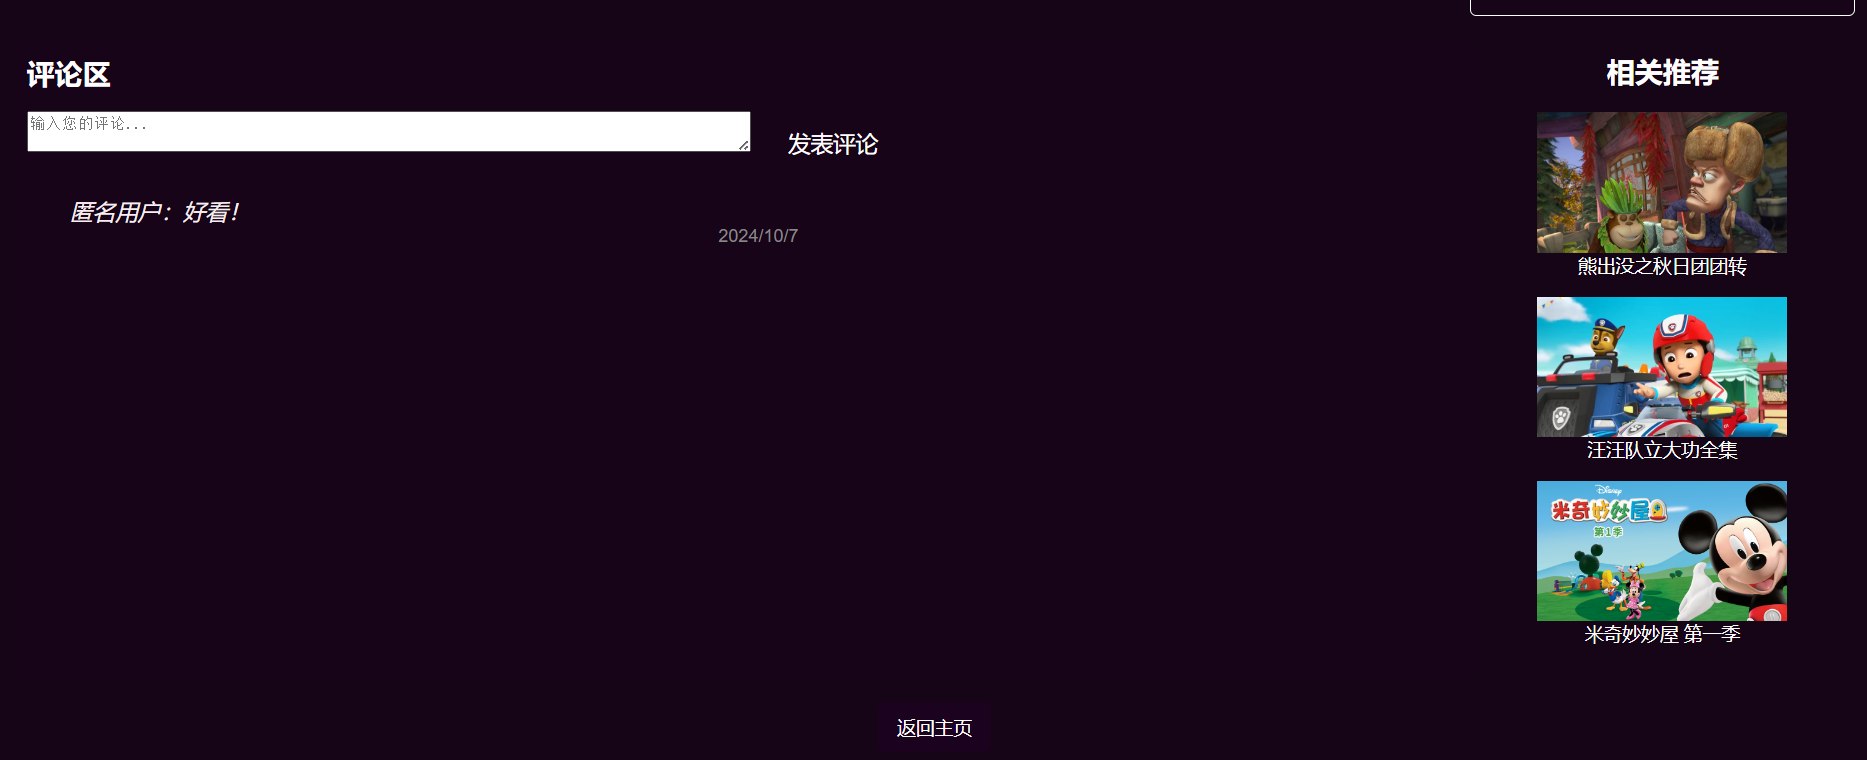 评论区
输入您的评论...
发表评论
匿名用户：好看！
2024/10/7
相关推荐
熊出没之秋日团团转
汪汪队立大功全集
Disney
米奇妙妙屋
第1季
米奇妙妙屋 第一季
返回主页